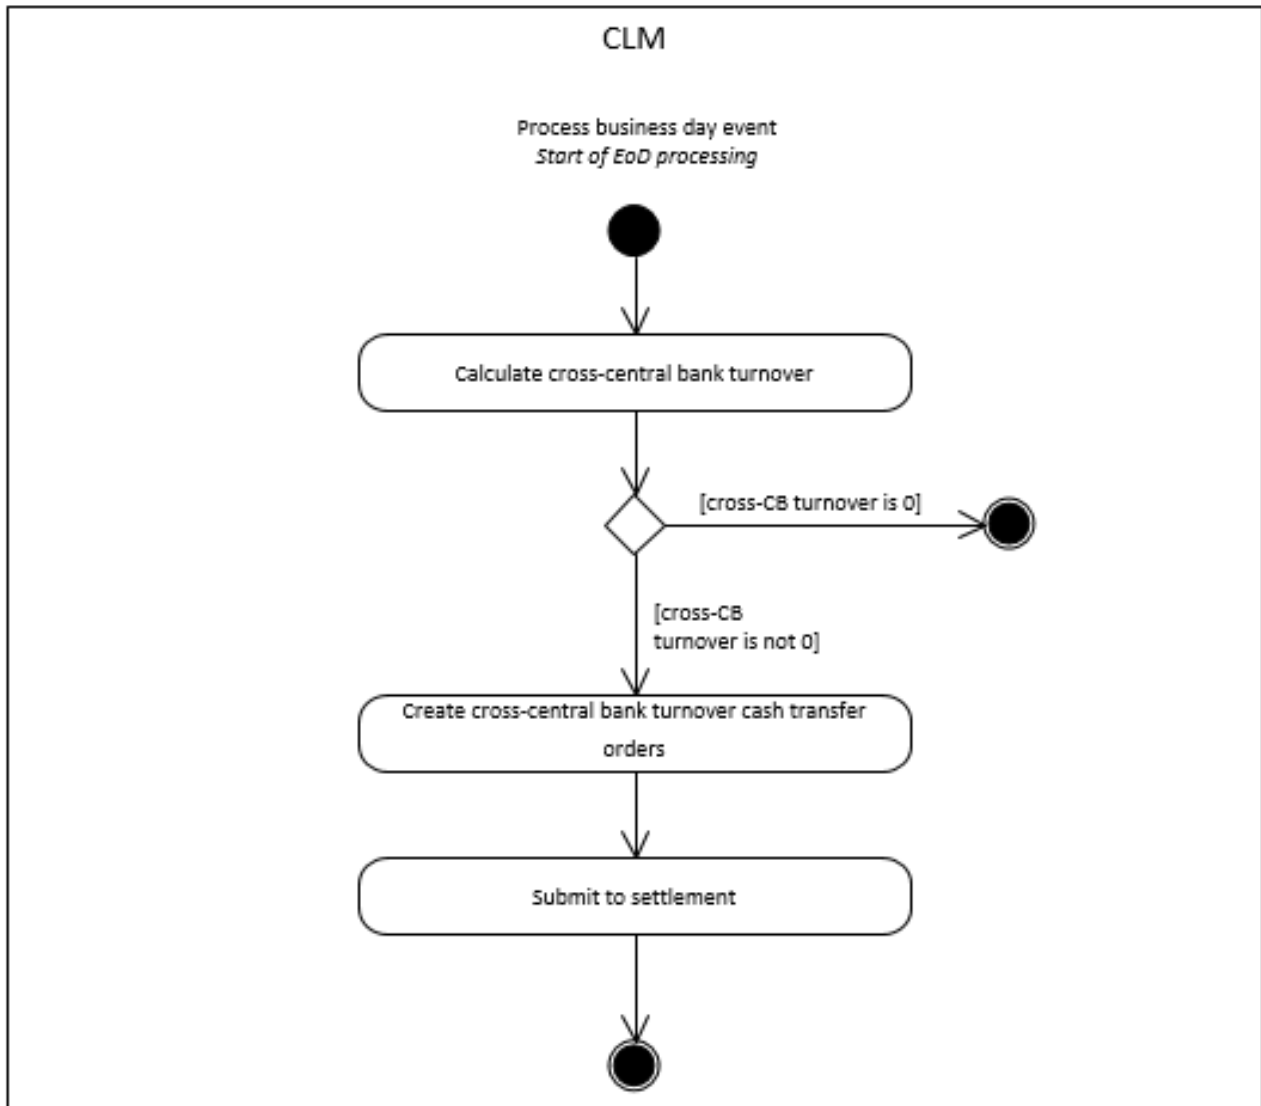 CLM
Process business day event
Start of EoD processing
Calculate cross-central bank turnover
[cross-CB turnover is 0]
[cross-CB
turnover is not 0]
Create cross-central bank turnover cash transfer
orders
Submit to settlement